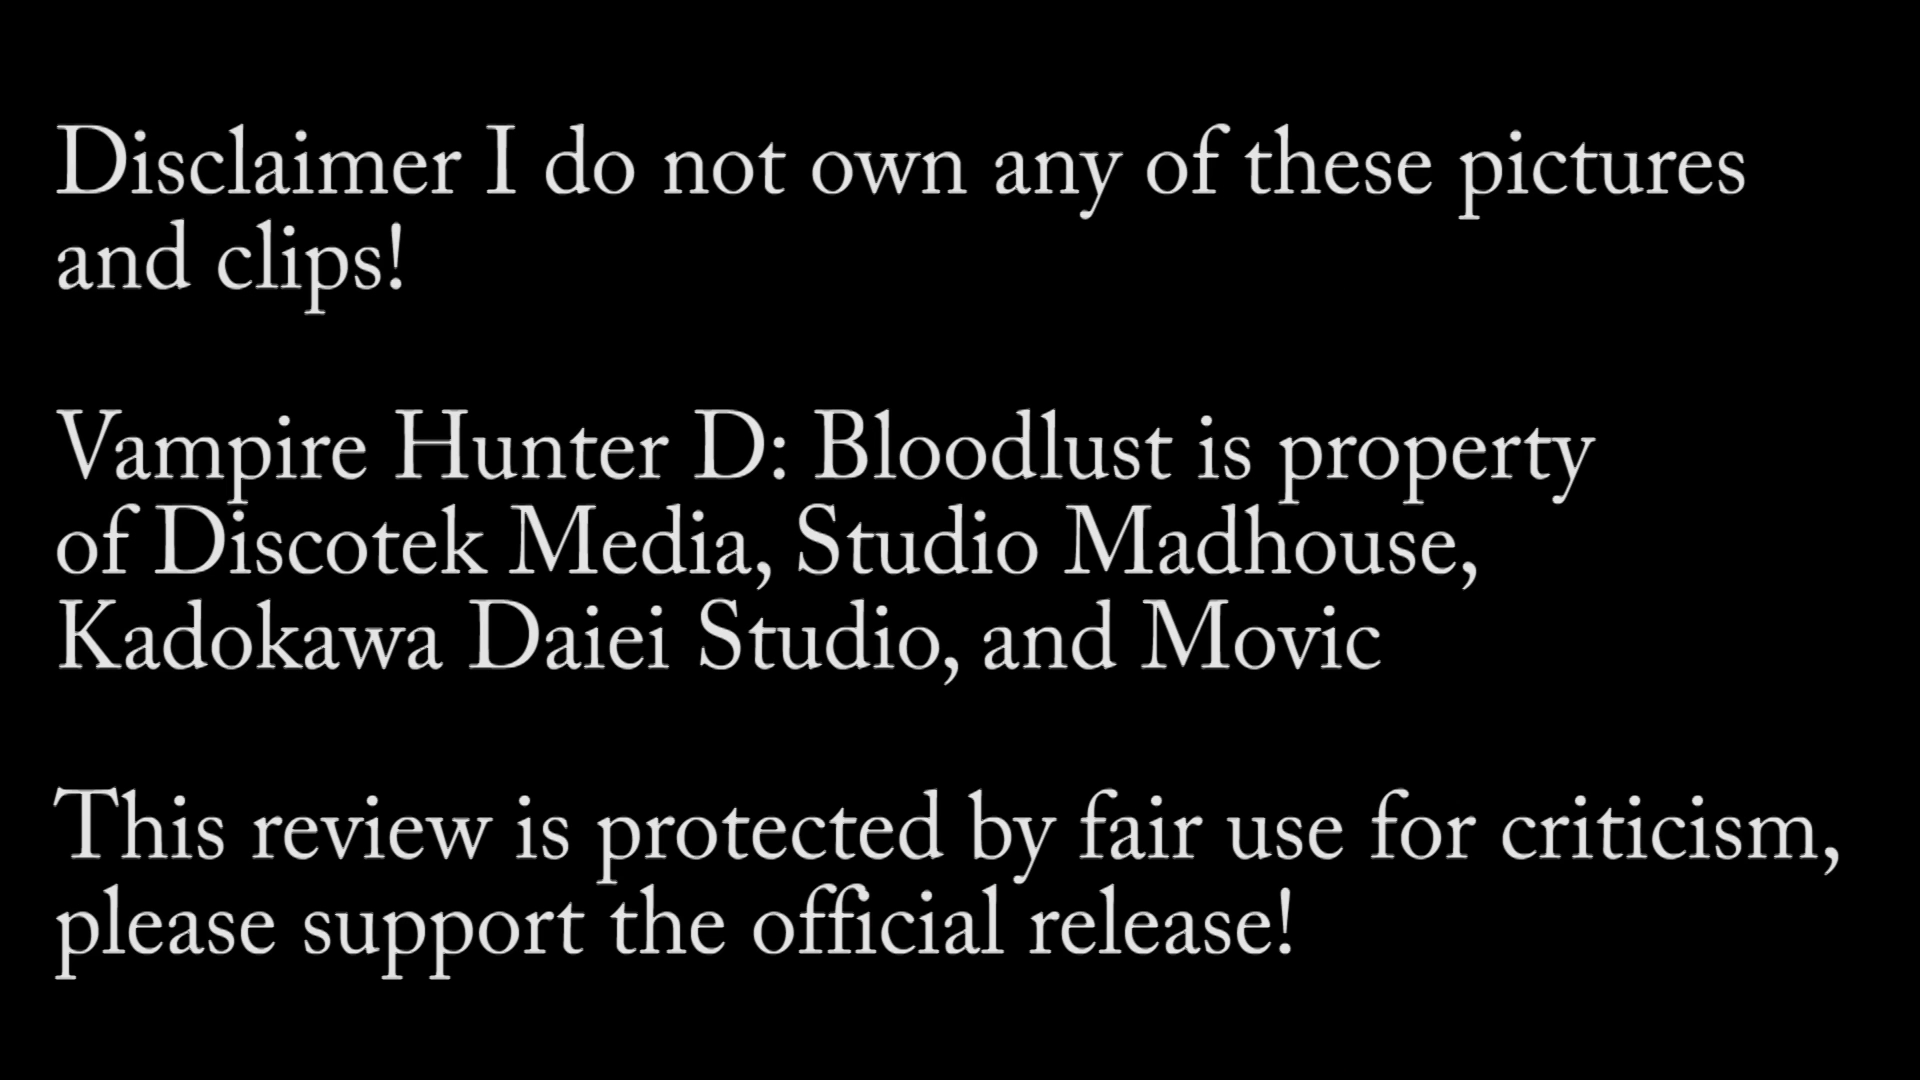 Disclaimer I do not own any of these pictures
and clips!
Vampire Hunter D: Bloodlust is property
of Discotek Media, Studio Madhouse,
Kadokawa Daiei Studio, and Movic
This review is protected by fair use for criticism,
please support the official release!